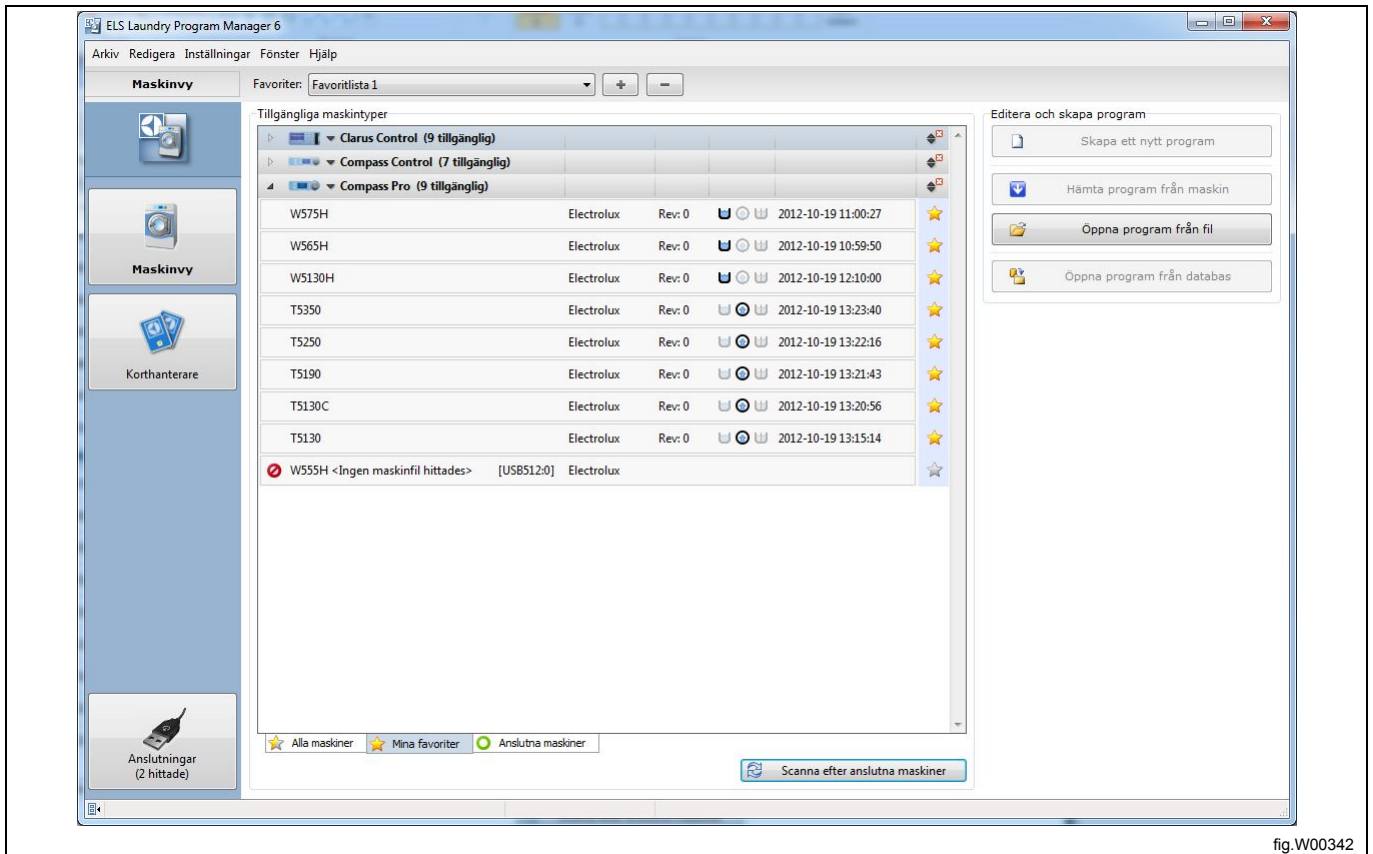 ELS Laundry Program Manager 6
Arkiv Redigera Inställningar Fönster Hjälp
Maskinvy
Favoriter: Favoritlista 1
Tillgängliga maskintyper
Clarus Control (9 tillgänglig)
Compass Control (7 tillgänglig)
Compass Pro (9 tillgänglig)
W575H Electrolux Rev: 0 2012-10-19 11:00:27
W565H Electrolux Rev: 0 2012-10-19 10:59:50
W5130H Electrolux Rev: 0 2012-10-19 12:10:00
T5350 Electrolux Rev: 0 2012-10-19 13:23:40
T5250 Electrolux Rev: 0 2012-10-19 13:22:16
T5190 Electrolux Rev: 0 2012-10-19 13:21:43
T5130C Electrolux Rev: 0 2012-10-19 13:20:56
T5130 Electrolux Rev: 0 2012-10-19 13:15:14
W555H <Ingen maskinfil hittades> [USB512:0] Electrolux
Editera och skapa program
Skapa ett nytt program
Hämta program från maskin
Öppna program från fil
Öppna program från databas
Maskinvy
Korthanterare
Anslutningar
(2 hittade)
Alla maskiner Mina favoriter Anslutna maskiner
Scanna efter anslutna maskiner
fig.W00342